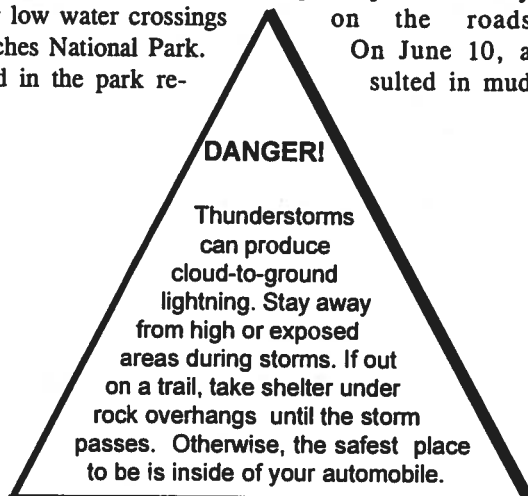 low water crossings
ches National Park.
d in the park re-
on the roads
On June 10, a
sulted in mud
DANGER!
Thunderstorms
can produce
cloud-to-ground
lightning. Stay away
from high or exposed
areas during storms. If out
on a trail, take shelter under
rock overhangs until the storm
passes. Otherwise, the safest place
to be is inside of your automobile.